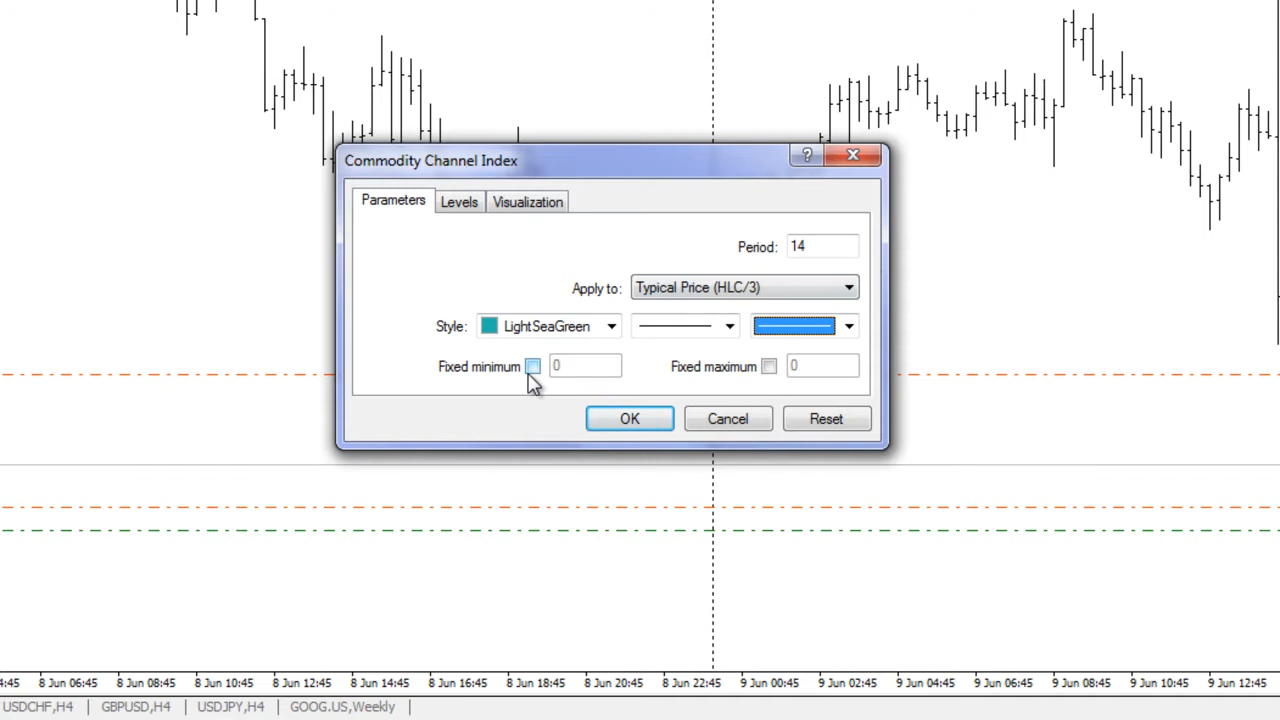 Commodity Channel Index
?
Parameters Levels Visualization
Period: 14
Apply to: Typical Price (HLC/3)
Style: LightSeaGreen
Fixed minimum 0 Fixed maximum 0
OK Cancel Reset
4:45 8 Jun 06:45 8 Jun 08:45 8 Jun 10:45 8 Jun 12:45 8 Jun 14:45 8 Jun 16:45 8 Jun 18:45 8 Jun 20:45 8 Jun 22:45 9 Jun 00:45 9 Jun 02:45 9 Jun 04:45 9 Jun 06:45 9 Jun 08:45 9 Jun 10:45 9 Jun 12:45
USDCHF,H4 | GBPUSD,H4 | USDJPY,H4 | GOOG.US,Weekly |